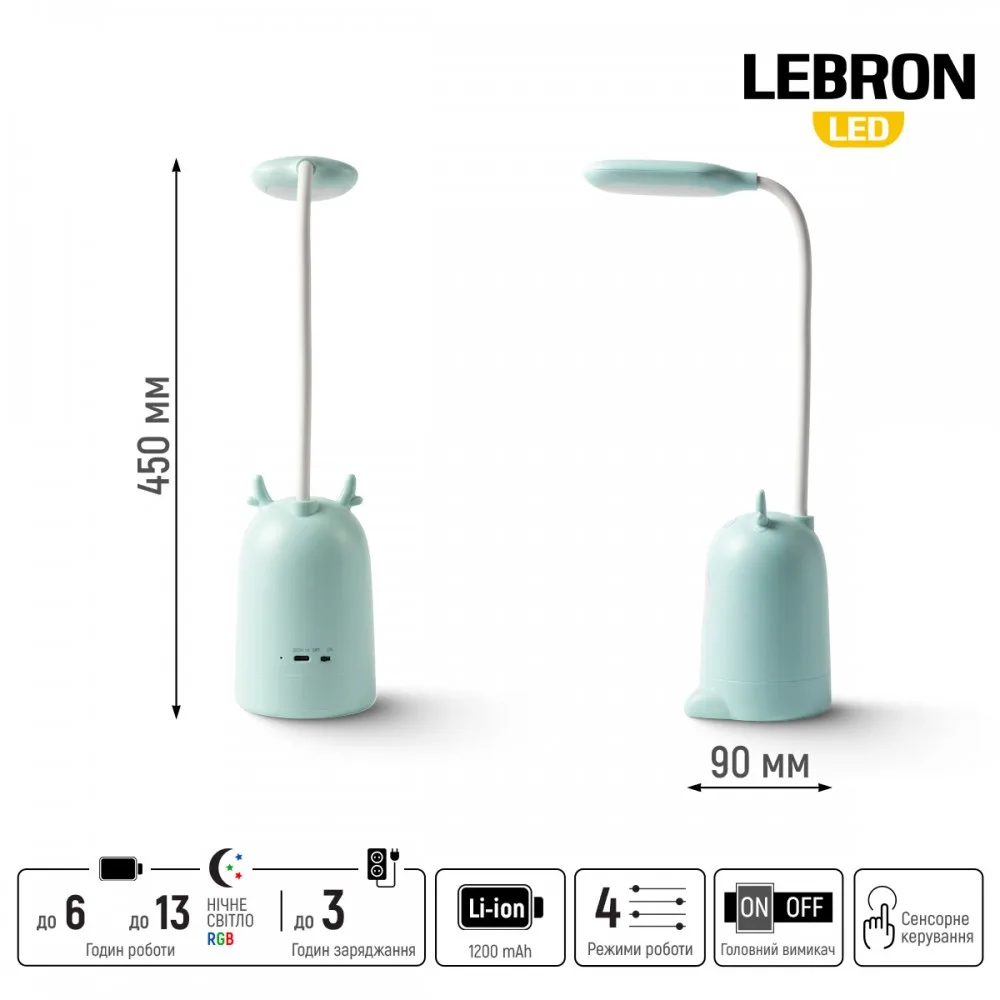 LEBRON
LED
450 мм
90 мм
до 6 до 13 НІЧНЕ СВІТЛО RGB
Годин роботи
до 3
Годин заряджання
Li-ion
1200 mAh
4
Режими роботи
ON OFF
Головний вимикач
Сенсорне
керування